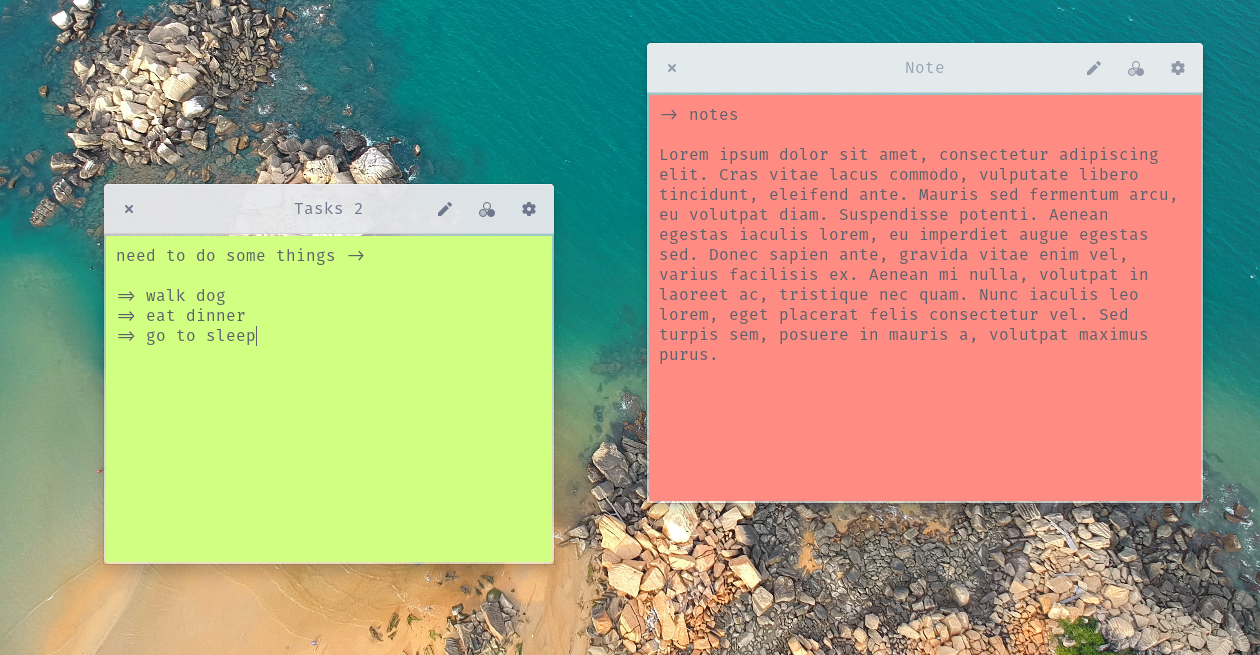 Tasks 2
need to do some things →
⇒ walk dog
⇒ eat dinner
⇒ go to sleep
Note
→ notes
Lorem ipsum dolor sit amet, consectetur adipiscing
elit. Cras vitae lacus commodo, vulputate libero
tincidunt, eleifend ante. Mauris sed fermentum arcu,
eu volutpat diam. Suspendisse potenti. Aenean
egestas iaculis lorem, eu imperdiet augue egestas
sed. Donec sapien ante, gravida vitae enim vel,
varius facilisis ex. Aenean mi nulla, volutpat in
laoreet ac, tristique nec quam. Nunc iaculis leo
lorem, eget placerat felis consectetur vel. Sed
turpis sem, posuere in mauris a, volutpat maximus
purus.